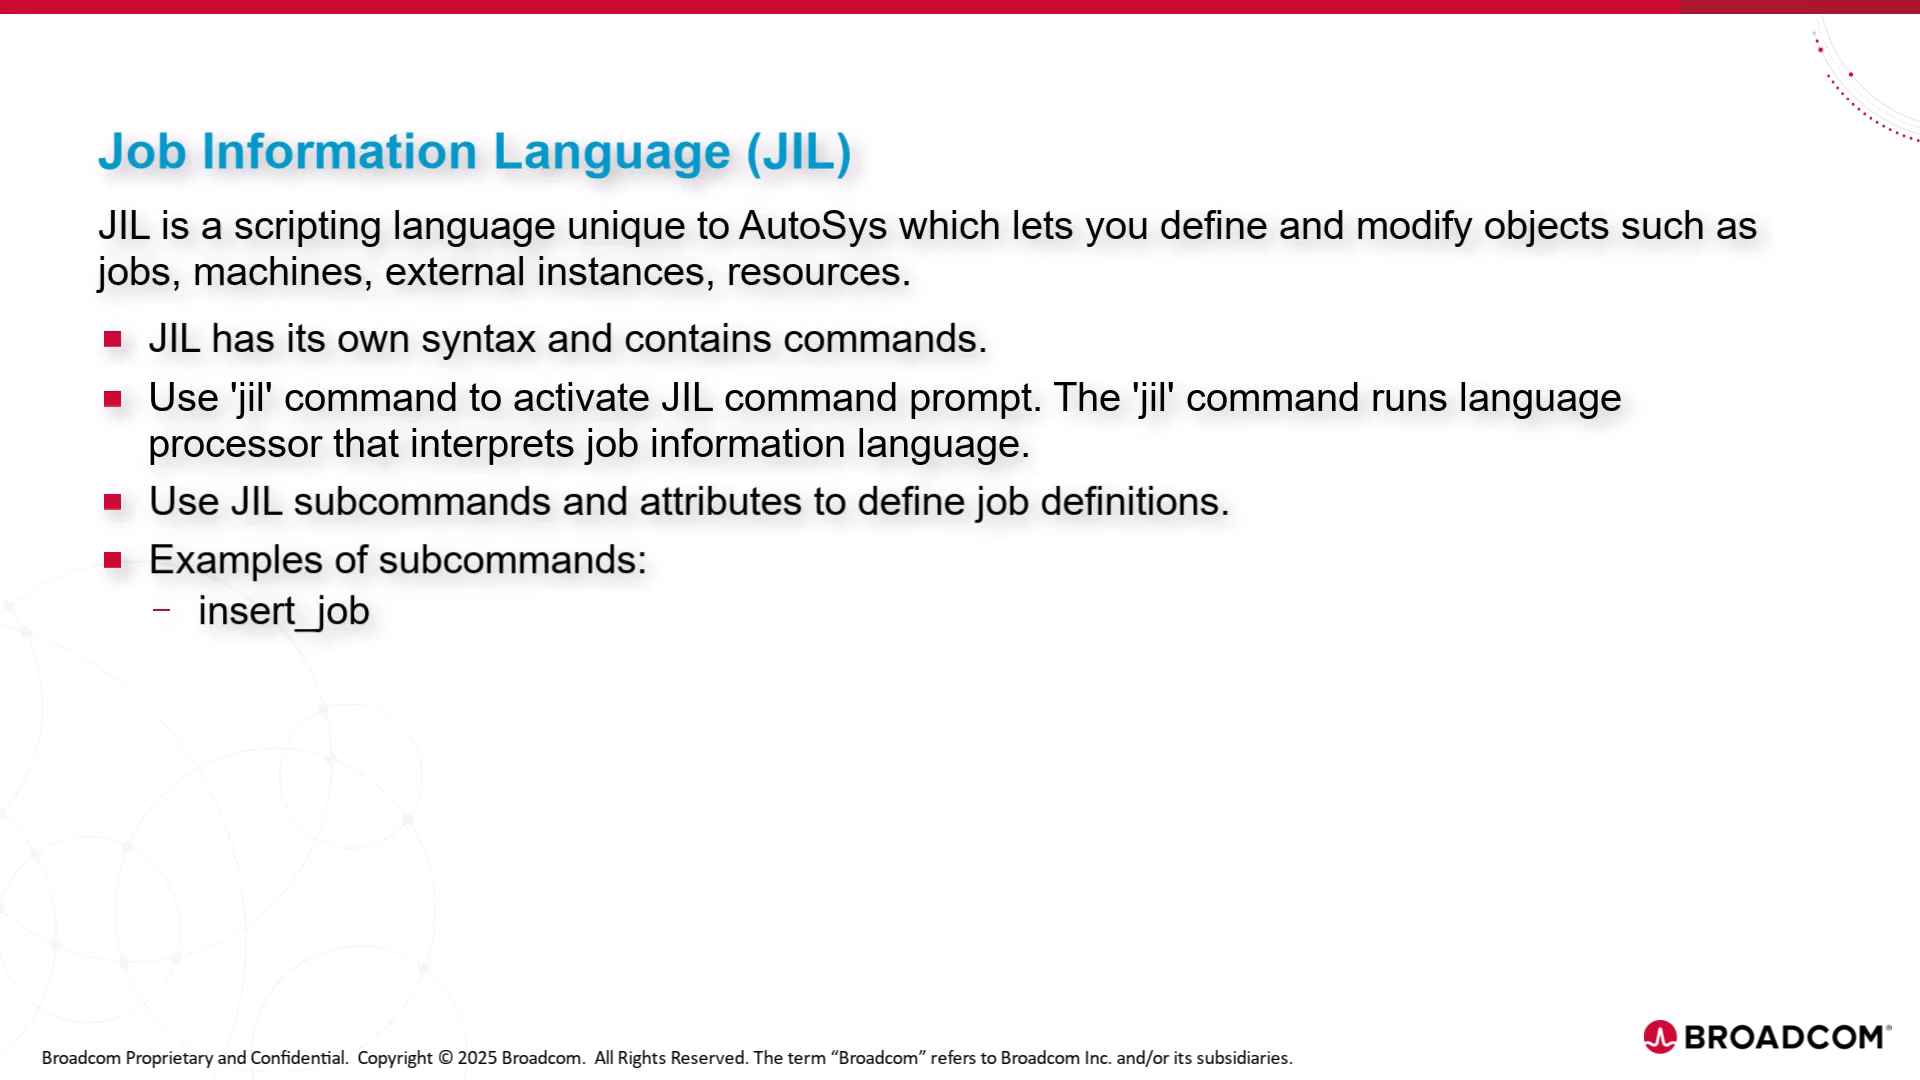 Job Information Language (JIL)
JIL is a scripting language unique to AutoSys which lets you define and modify objects such as
jobs, machines, external instances, resources.
JIL has its own syntax and contains commands.
Use 'jil' command to activate JIL command prompt. The 'jil' command runs language
processor that interprets job information language.
Use JIL subcommands and attributes to define job definitions.
Examples of subcommands:
– insert_job
BROADCOM®
Broadcom Proprietary and Confidential. Copyright © 2025 Broadcom. All Rights Reserved. The term “Broadcom” refers to Broadcom Inc. and/or its subsidiaries.